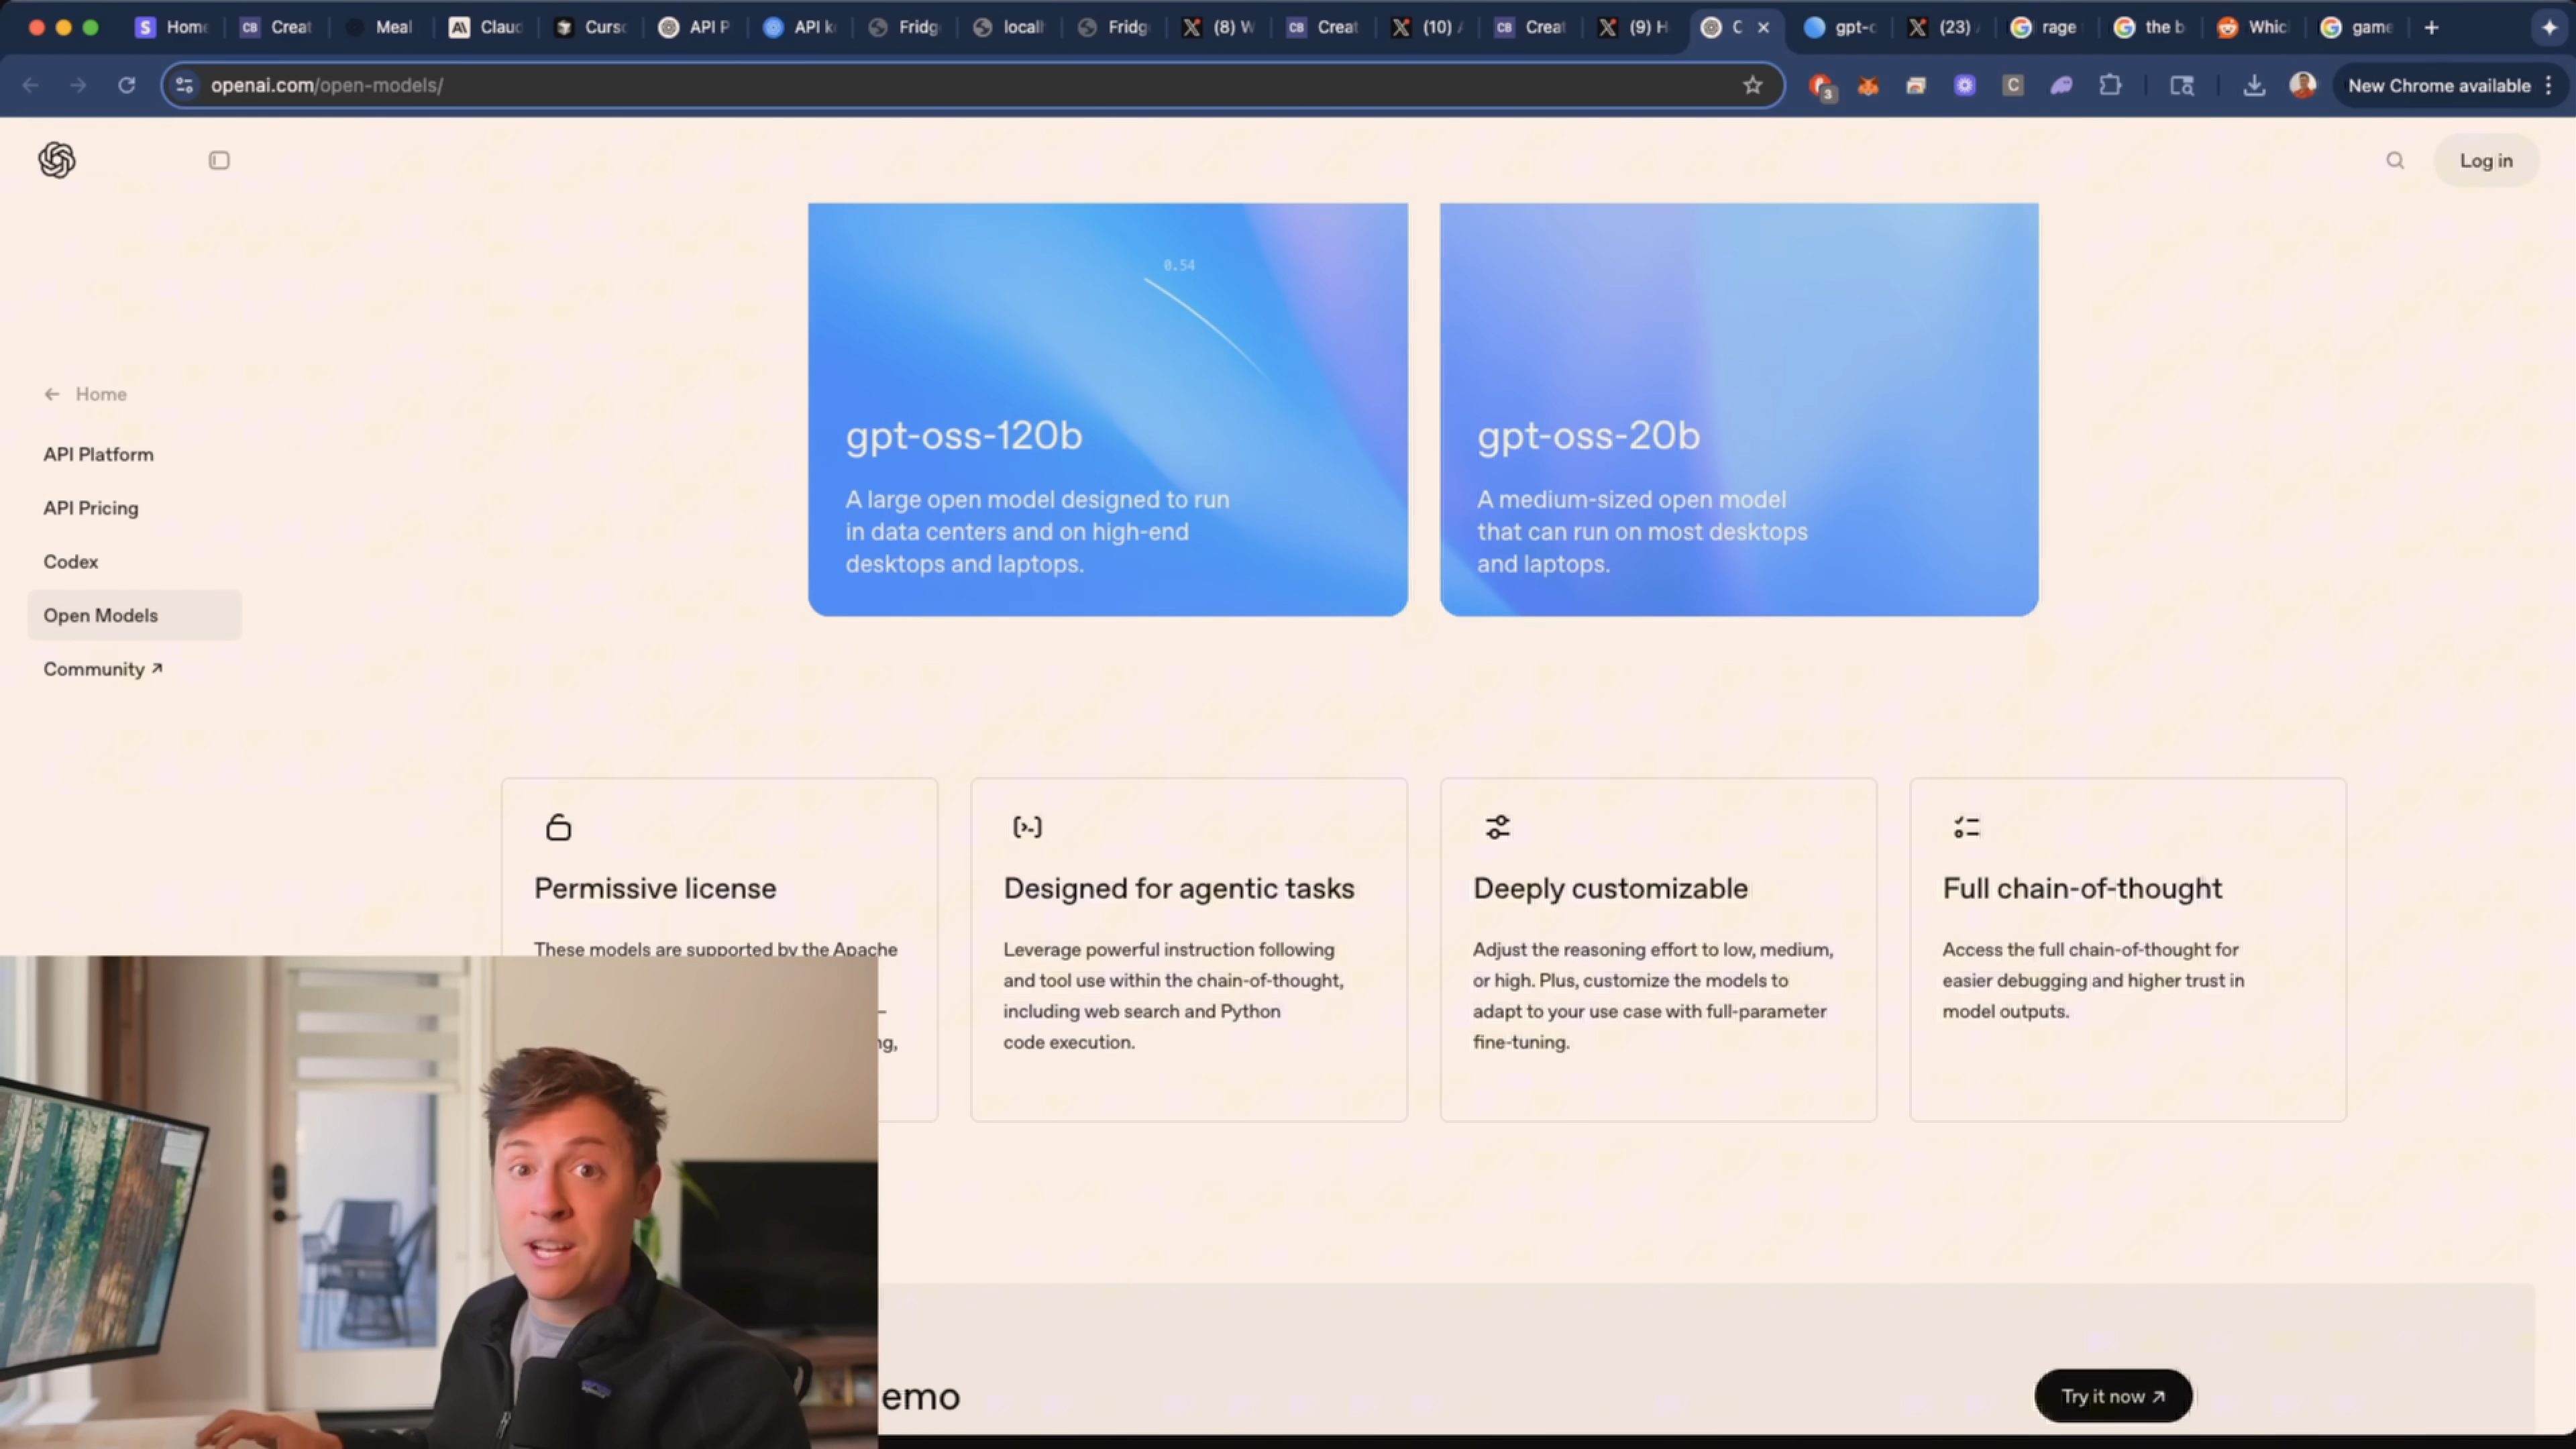 Home
Creat
Meal
Claud
Curso
API P
API k
Fridg
local
Fridg
(8) W
Creat
(10)
Creat
(9) H
C
gpt-c
(23)
rage
the b
Whic
game
openai.com/open-models/
3
New Chrome available
Log in
Home
API Platform
API Pricing
Codex
Open Models
Community
0.54
gpt-oss-120b
A large open model designed to run
in data centers and on high-end
desktops and laptops.
gpt-oss-20b
A medium-sized open model
that can run on most desktops
and laptops.
Permissive license
These models are supported by the Apache
ng,
Designed for agentic tasks
Leverage powerful instruction following
and tool use within the chain-of-thought,
including web search and Python
code execution.
Deeply customizable
Adjust the reasoning effort to low, medium,
or high. Plus, customize the models to
adapt to your use case with full-parameter
fine-tuning.
Full chain-of-thought
Access the full chain-of-thought for
easier debugging and higher trust in
model outputs.
emo
Try it now